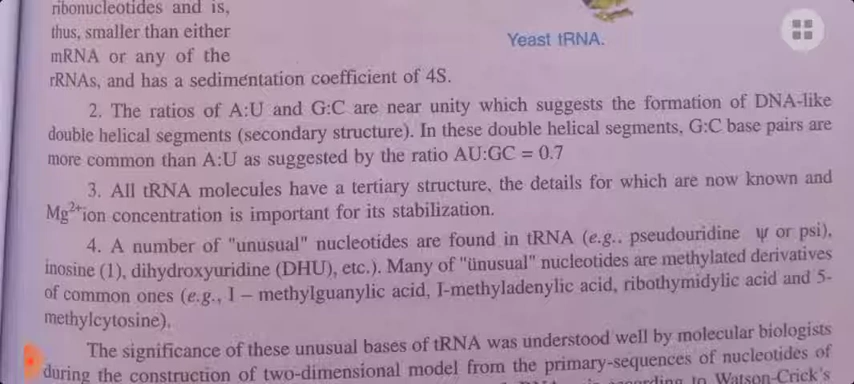 ribonucleotides and is,
thus, smaller than either
mRNA or any of the
rRNAs, and has a sedimentation coefficient of 4S.
Yeast tRNA.
2. The ratios of A:U and G:C are near unity which suggests the formation of DNA-like
double helical segments (secondary structure). In these double helical segments, G:C base pairs are
more common than A:U as suggested by the ratio AU:GC = 0.7
3. All tRNA molecules have a tertiary structure, the details for which are now known and
Mg²⁺ion concentration is important for its stabilization.
4. A number of "unusual" nucleotides are found in tRNA (e.g., pseudouridine ψ or psi),
inosine (1), dihydroxyuridine (DHU), etc.). Many of "unusual" nucleotides are methylated derivatives
of common ones (e.g., I – methylguanylic acid, I-methyladenylic acid, ribothymidylic acid and 5-
methylcytosine).
The significance of these unusual bases of tRNA was understood well by molecular biologists
during the construction of two-dimensional model from the primary-sequences of nucleotides of
according to Watson-Crick's